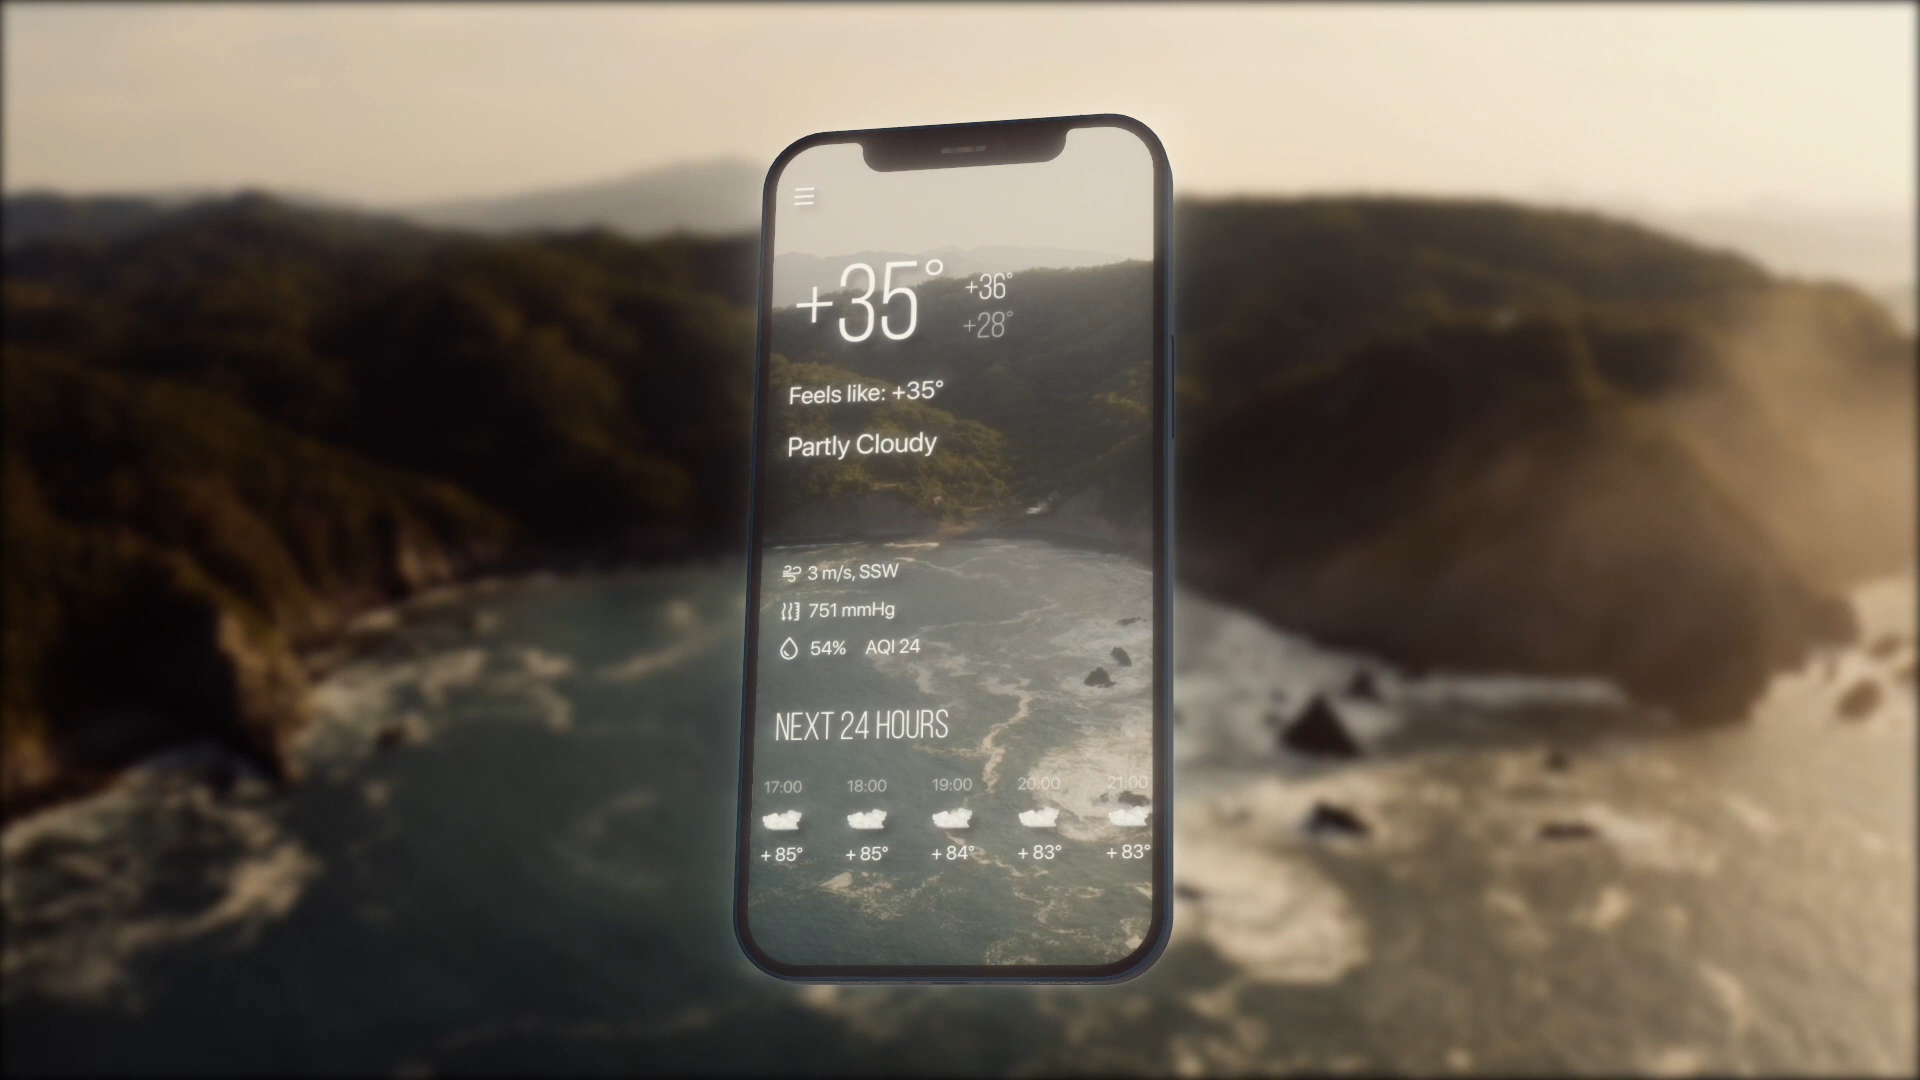 +35° +36°
+28°
Feels like: +35°
Partly Cloudy
3 m/s, SSW
751 mmHg
54% AQI 24
NEXT 24 HOURS
17:00 18:00 19:00 20:00 21:00
+85° +85° +84° +83° +83°